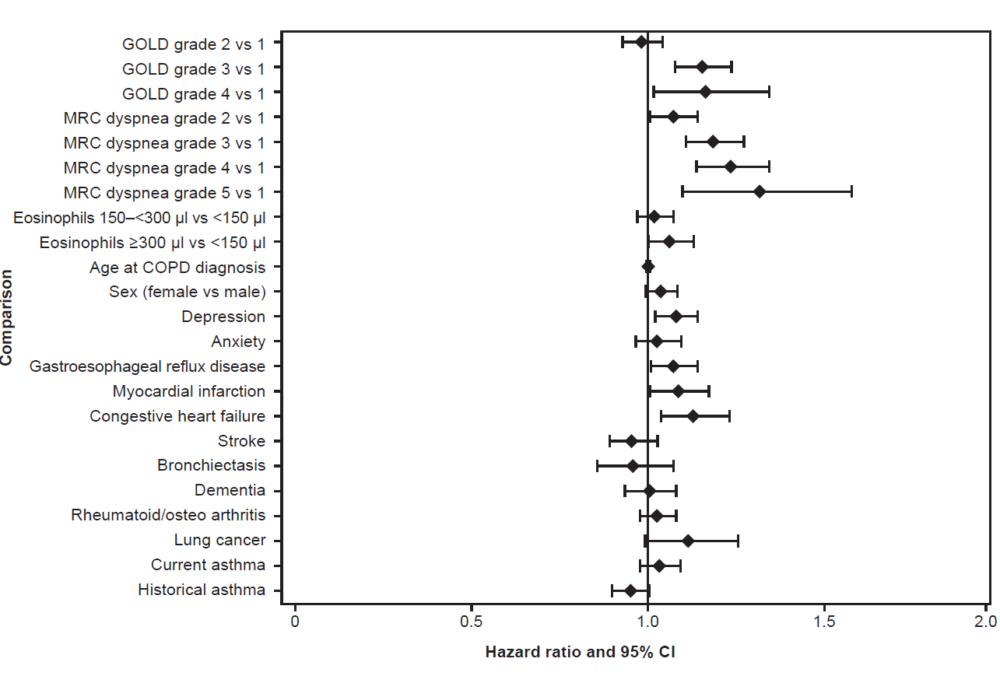 GOLD grade 2 vs 1
GOLD grade 3 vs 1
GOLD grade 4 vs 1
MRC dyspnea grade 2 vs 1
MRC dyspnea grade 3 vs 1
MRC dyspnea grade 4 vs 1
MRC dyspnea grade 5 vs 1
Eosinophils 150–<300 µl vs <150 µl
Eosinophils ≥300 µl vs <150 µl
Age at COPD diagnosis
Sex (female vs male)
Depression
Anxiety
Gastroesophageal reflux disease
Myocardial infarction
Congestive heart failure
Stroke
Bronchiectasis
Dementia
Rheumatoid/osteo arthritis
Lung cancer
Current asthma
Historical asthma
Comparison
0 0.5 1.0 1.5 2.0
Hazard ratio and 95% CI